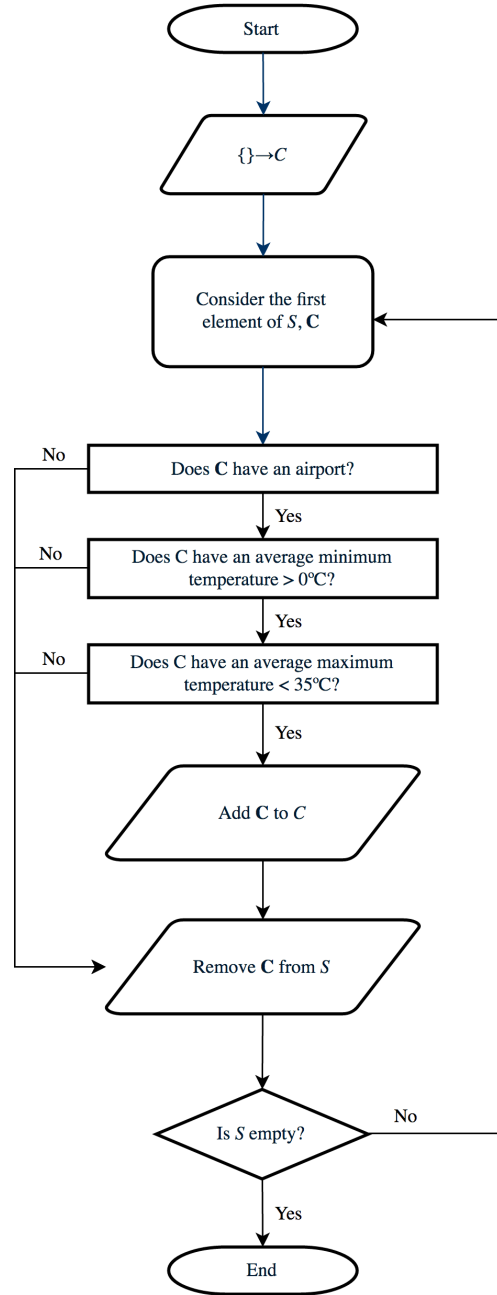 Start
{}→C
Consider the first
element of S, C
No
Does C have an airport?
Yes
No
Does C have an average minimum
temperature > 0ºC?
Yes
No
Does C have an average maximum
temperature < 35ºC?
Yes
Add C to C
Remove C from S
Is S empty?
No
Yes
End